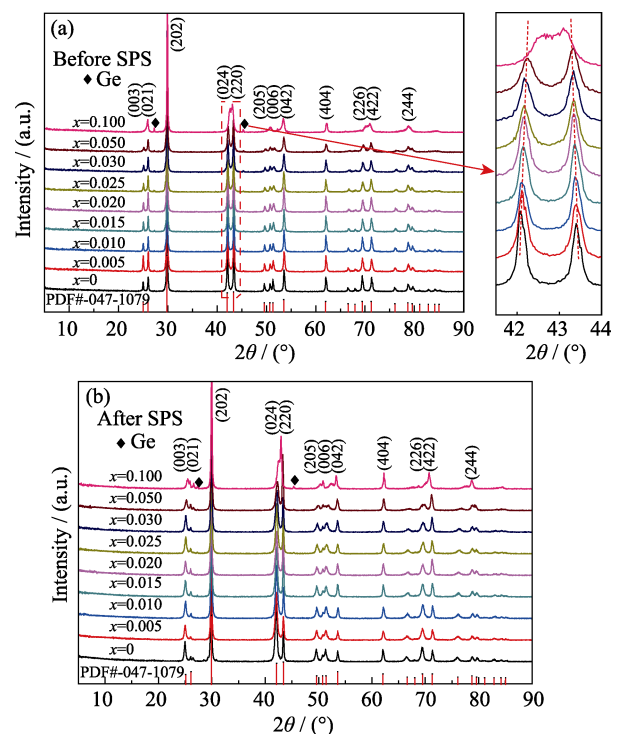 (a)
Before SPS
◆ Ge
(003)
(021)
(202)
(024)
(220)
(205)
(006)
(042)
(404)
(226)
(422)
(244)
x=0.100
x=0.050
x=0.030
x=0.025
x=0.020
x=0.015
x=0.010
x=0.005
x=0
PDF#-047-1079
Intensity / (a.u.)
10 20 30 40 50 60 70 80 90
2θ / (°)
42 43 44
2θ / (°)
(b)
After SPS
◆ Ge
(003)
(021)
(202)
(024)
(220)
(205)
(006)
(042)
(404)
(226)
(422)
(244)
x=0.100
x=0.050
x=0.030
x=0.025
x=0.020
x=0.015
x=0.010
x=0.005
x=0
PDF#-047-1079
Intensity / (a.u.)
10 20 30 40 50 60 70 80 90
2θ / (°)